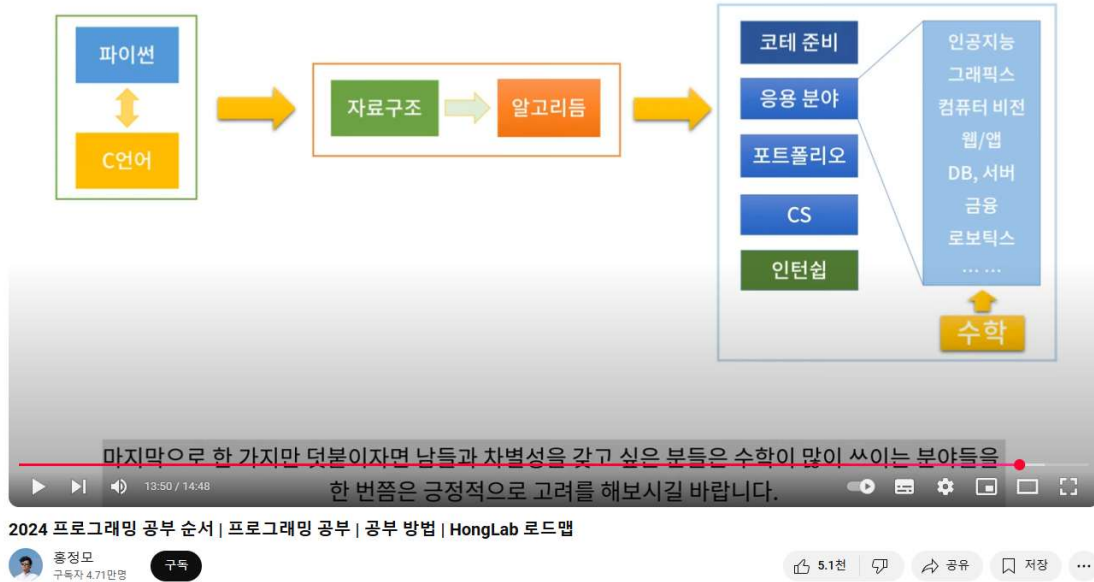 파이썬
C언어
자료구조
알고리듬
코테 준비
응용 분야
포트폴리오
CS
인턴쉽
인공지능
그래픽스
컴퓨터 비전
웹/앱
DB, 서버
금융
로보틱스
... ...
수학
마지막으로 한 가지만 덧붙이자면 남들과 차별성을 갖고 싶은 분들은 수학이 많이 쓰이는 분야들을
한 번쯤은 긍정적으로 고려를 해보시길 바랍니다.
13:50 / 14:48
2024 프로그래밍 공부 순서 | 프로그래밍 공부 | 공부 방법 | HongLab 로드맵
홍정모
구독자 4.71만명
구독
5.1천
공유
저장